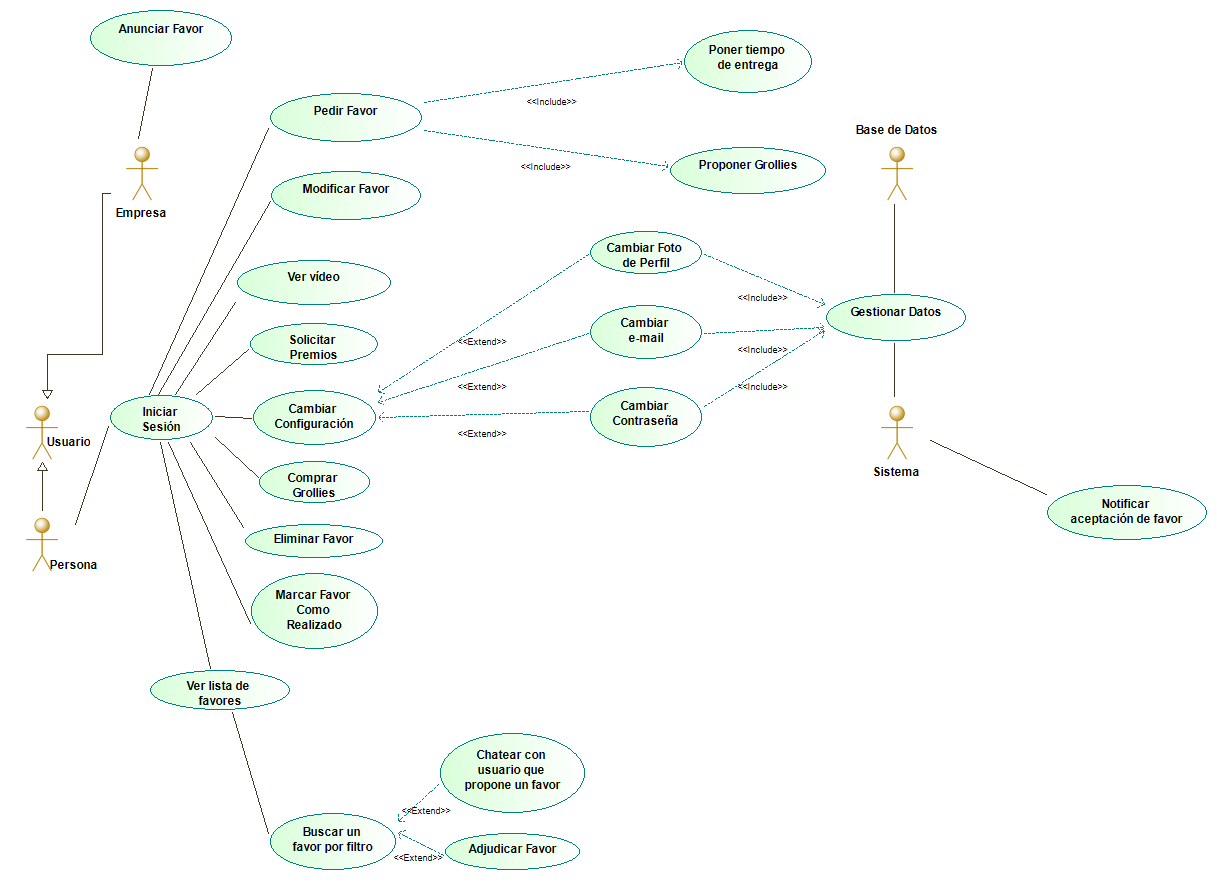 Anunciar Favor
Poner tiempo
de entrega
Pedir Favor
<<Include>>
Base de Datos
<<Include>>
Proponer Grollies
Modificar Favor
Empresa
Cambiar Foto
de Perfil
Ver vídeo
<<Include>>
Gestionar Datos
Cambiar
e-mail
Solicitar
Premios
<<Extend>>
<<Include>>
<<Extend>>
<<Include>>
Iniciar
Sesión
Cambiar
Configuración
Cambiar
Contraseña
<<Extend>>
Usuario
Sistema
Comprar
Grollies
Notificar
aceptación de favor
Eliminar Favor
Persona
Marcar Favor
Como
Realizado
Ver lista de
favores
Chatear con
usuario que
propone un favor
<<Extend>>
Buscar un
favor por filtro
Adjudicar Favor
<<Extend>>